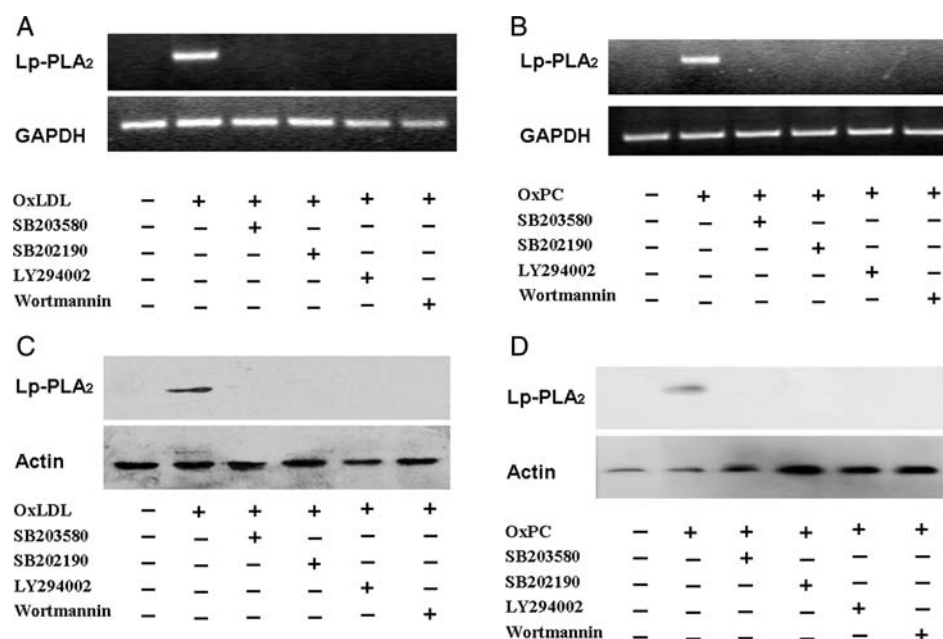 A
Lp-PLA2
GAPDH
OxLDL − + + + + +
SB203580 − − + − − −
SB202190 − − − + − −
LY294002 − − − − + −
Wortmannin − − − − − +
B
Lp-PLA2
GAPDH
OxPC − + + + + +
SB203580 − − + − − −
SB202190 − − − + − −
LY294002 − − − − + −
Wortmannin − − − − − +
C
Lp-PLA2
Actin
OxLDL − + + + + +
SB203580 − − + − − −
SB202190 − − − + − −
LY294002 − − − − + −
Wortmannin − − − − − +
D
Lp-PLA2
Actin
OxPC − + + + + +
SB203580 − − + − − −
SB202190 − − − + − −
LY294002 − − − − + −
Wortmannin − − − − − +